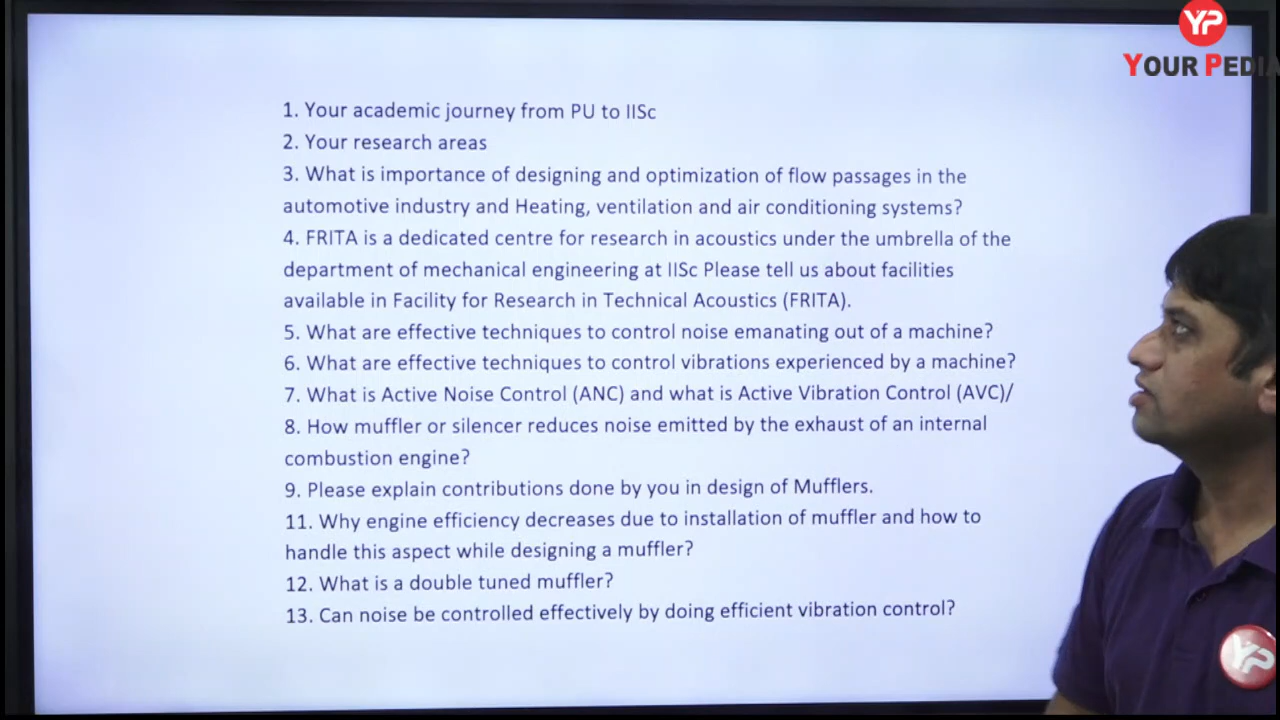 YP
YOUR PEDIA
1. Your academic journey from PU to IISc
2. Your research areas
3. What is importance of designing and optimization of flow passages in the
automotive industry and Heating, ventilation and air conditioning systems?
4. FRITA is a dedicated centre for research in acoustics under the umbrella of the
department of mechanical engineering at IISc Please tell us about facilities
available in Facility for Research in Technical Acoustics (FRITA).
5. What are effective techniques to control noise emanating out of a machine?
6. What are effective techniques to control vibrations experienced by a machine?
7. What is Active Noise Control (ANC) and what is Active Vibration Control (AVC)/
8. How muffler or silencer reduces noise emitted by the exhaust of an internal
combustion engine?
9. Please explain contributions done by you in design of Mufflers.
11. Why engine efficiency decreases due to installation of muffler and how to
handle this aspect while designing a muffler?
12. What is a double tuned muffler?
13. Can noise be controlled effectively by doing efficient vibration control?
YP